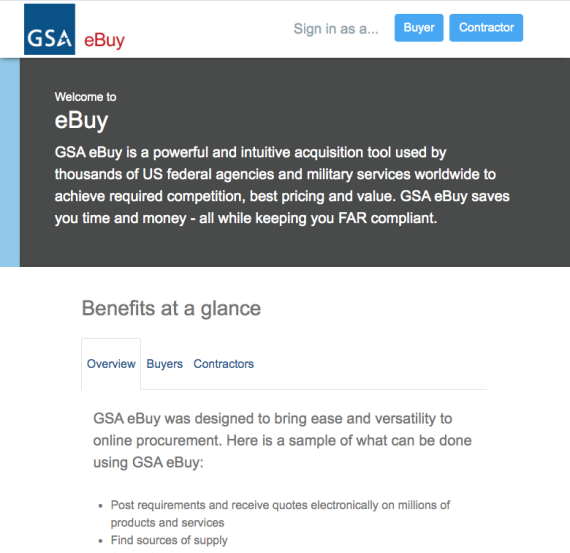 GSA eBuy Sign in as a... Buyer Contractor
Welcome to
eBuy
GSA eBuy is a powerful and intuitive acquisition tool used by
thousands of US federal agencies and military services worldwide to
achieve required competition, best pricing and value. GSA eBuy saves
you time and money - all while keeping you FAR compliant.
Benefits at a glance
Overview Buyers Contractors
GSA eBuy was designed to bring ease and versatility to
online procurement. Here is a sample of what can be done
using GSA eBuy:
• Post requirements and receive quotes electronically on millions of
products and services
• Find sources of supply